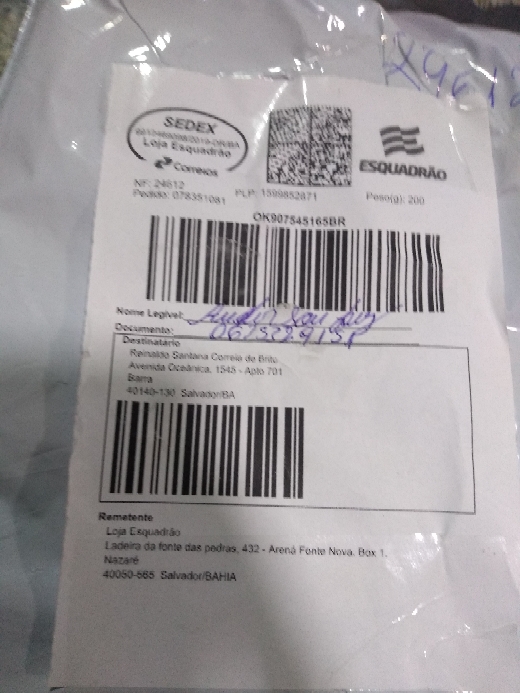 SEDEX
Loja Esquadrão
Correios
ESQUADRÃO
NF: 24612
Pedido: 078351081
PLP: 1599852871
Peso(g): 200
OK907545165BR
Nome Legível:
Documento:
Destinatário
Reinaldo Santana Correia de Brito
Avenida Oceânica, 1545 - Apto 701
Barra
40140-130 Salvador/BA
Remetente
Loja Esquadrão
Ladeira da fonte das pedras, 432 - Arena Fonte Nova. Box 1.
Nazaré
40050-565 Salvador/BAHIA